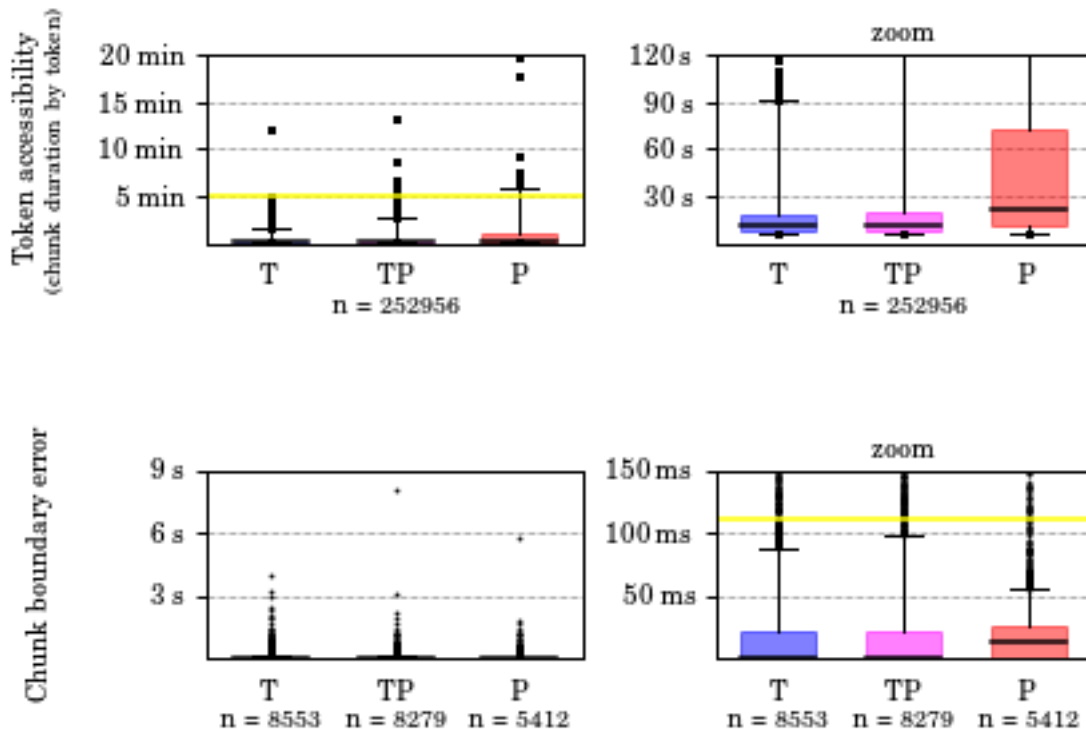 Token accessibility
(chunk duration by token)
20 min
15 min
10 min
5 min
T
TP
P
n = 252956
zoom
120 s
90 s
60 s
30 s
T
TP
P
n = 252956
Chunk boundary error
9 s
6 s
3 s
T
TP
P
n = 8553
n = 8279
n = 5412
zoom
150 ms
100 ms
50 ms
T
TP
P
n = 8553
n = 8279
n = 5412